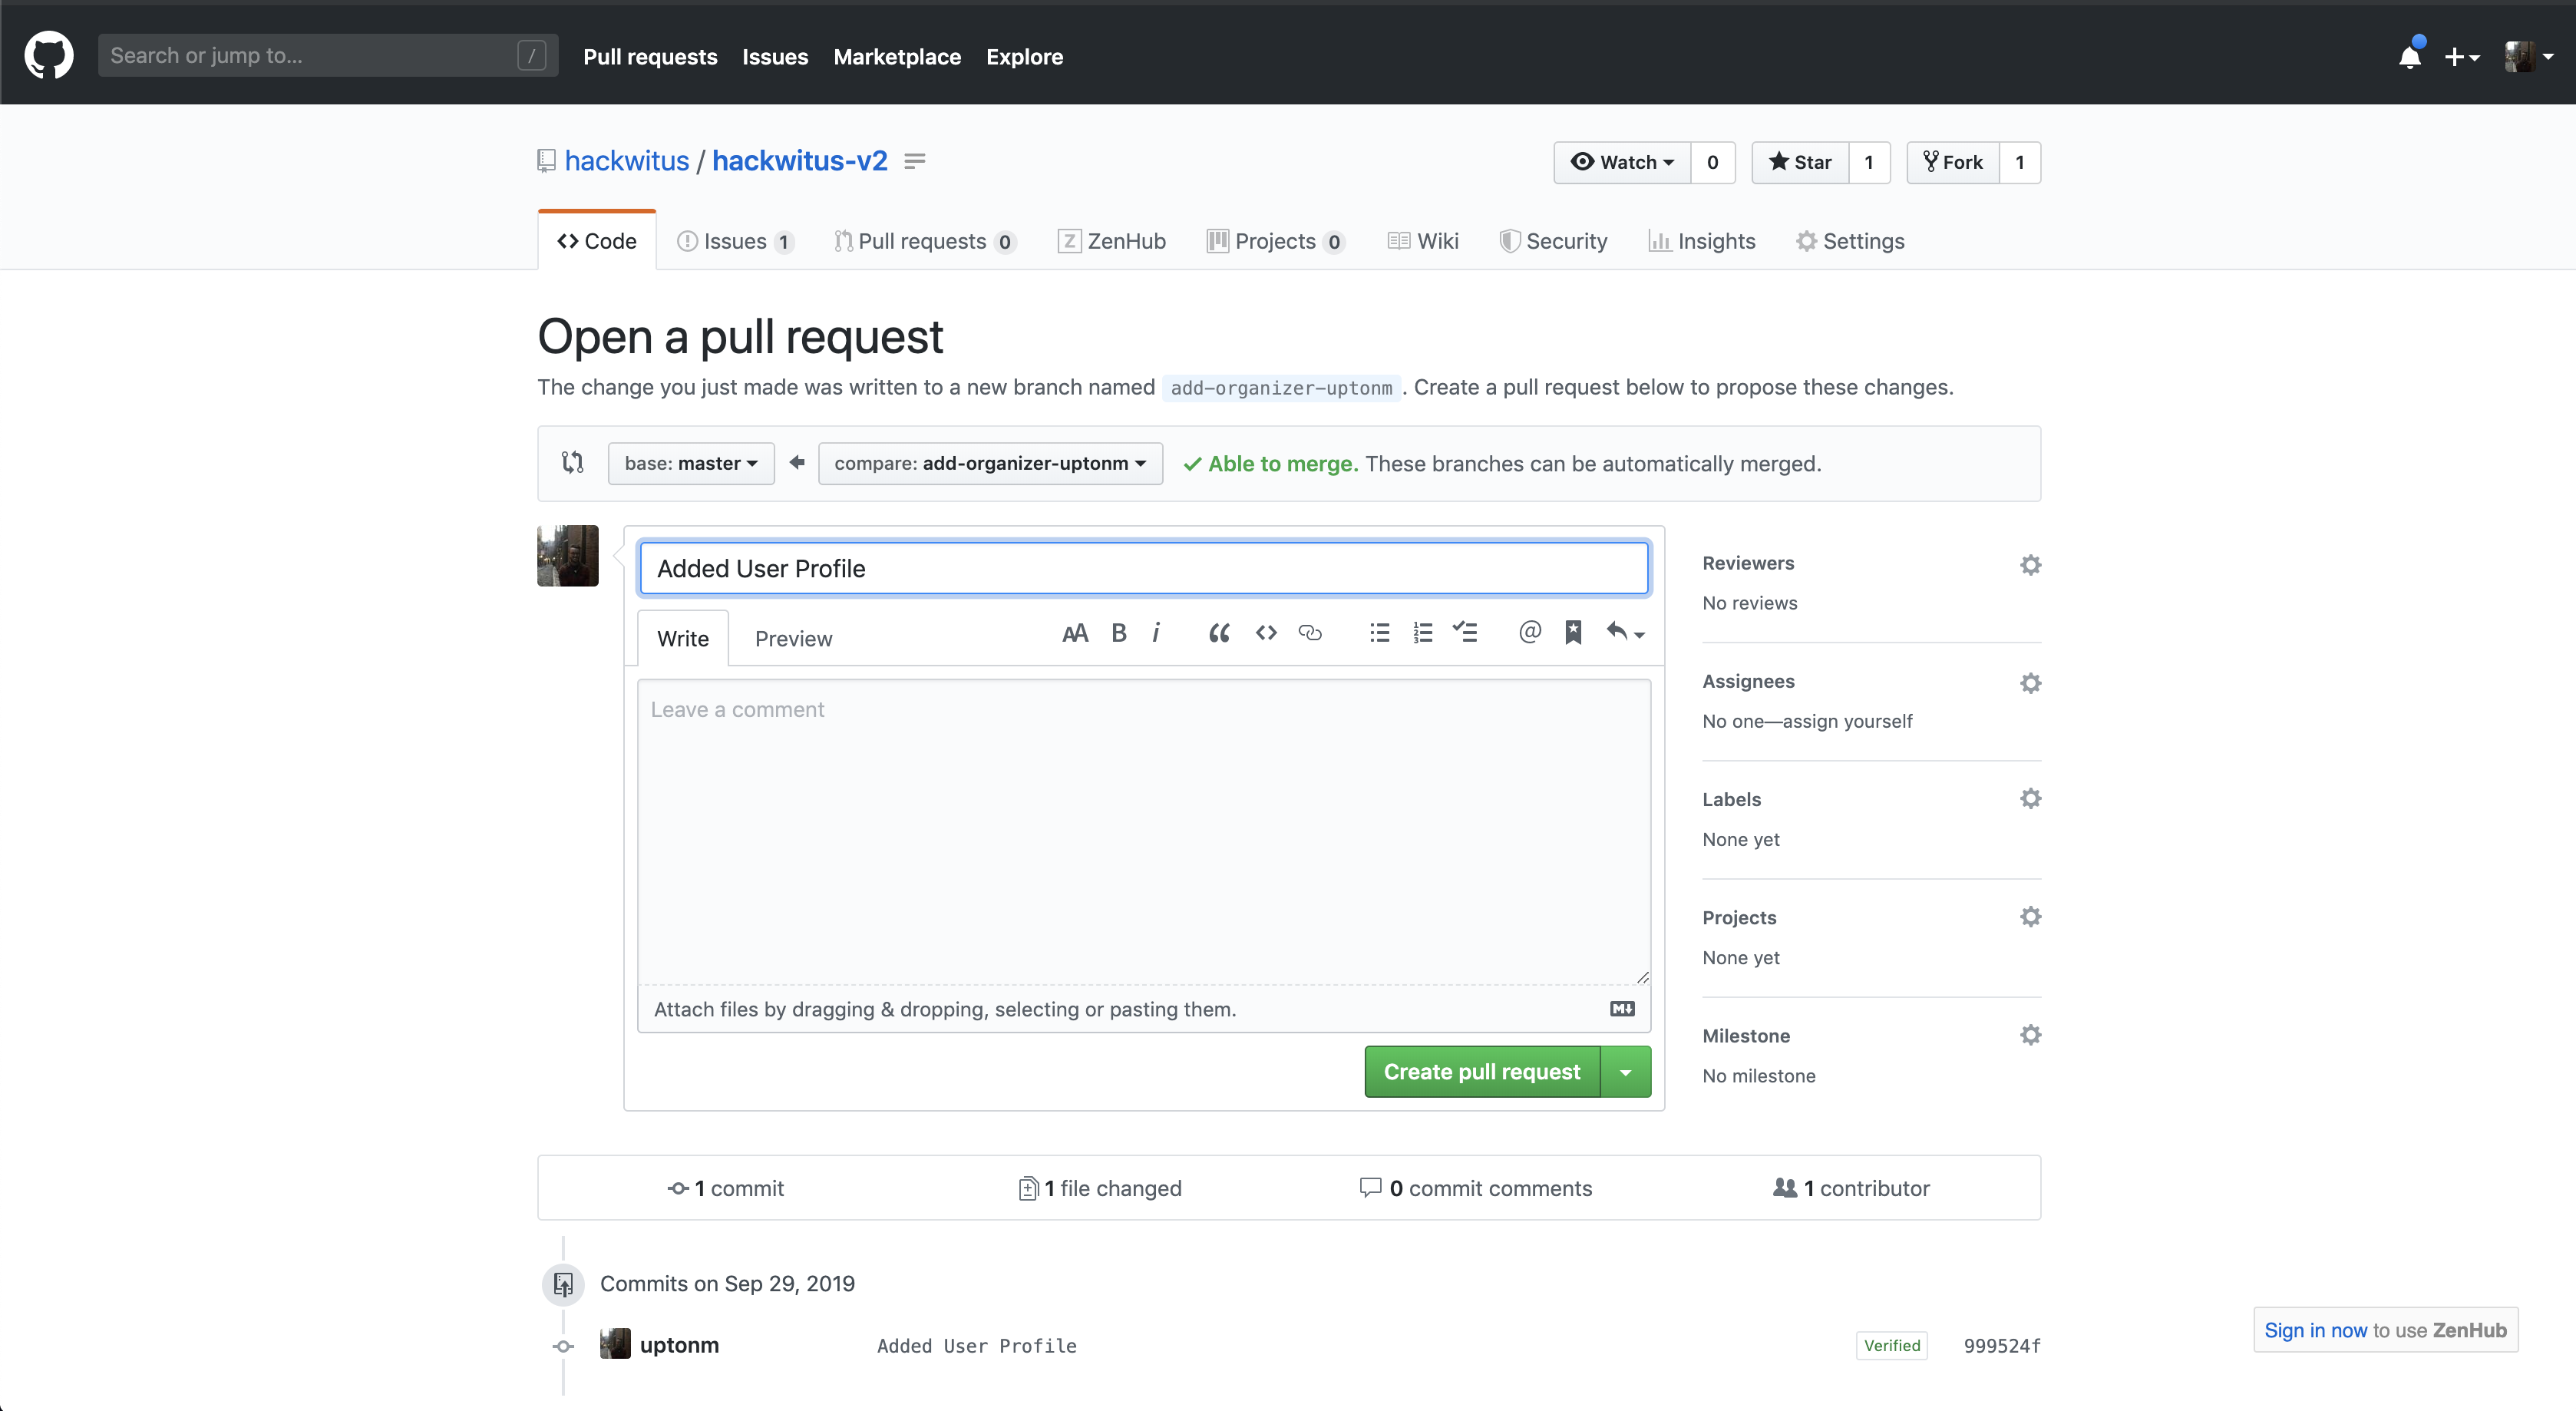 Search or jump to... / Pull requests Issues Marketplace Explore
hackwitus / hackwitus-v2 Watch 0 Star 1 Fork 1
Code Issues 1 Pull requests 0 ZenHub Projects 0 Wiki Security Insights Settings
Open a pull request
The change you just made was written to a new branch named add-organizer-uptonm. Create a pull request below to propose these changes.
base: master compare: add-organizer-uptonm Able to merge. These branches can be automatically merged.
Added User Profile
Write Preview AA B i
Leave a comment
Attach files by dragging & dropping, selecting or pasting them.
Create pull request
Reviewers
No reviews
Assignees
No one—assign yourself
Labels
None yet
Projects
None yet
Milestone
No milestone
1 commit 1 file changed 0 commit comments 1 contributor
Commits on Sep 29, 2019
uptonm Added User Profile Verified 999524f
Sign in now to use ZenHub